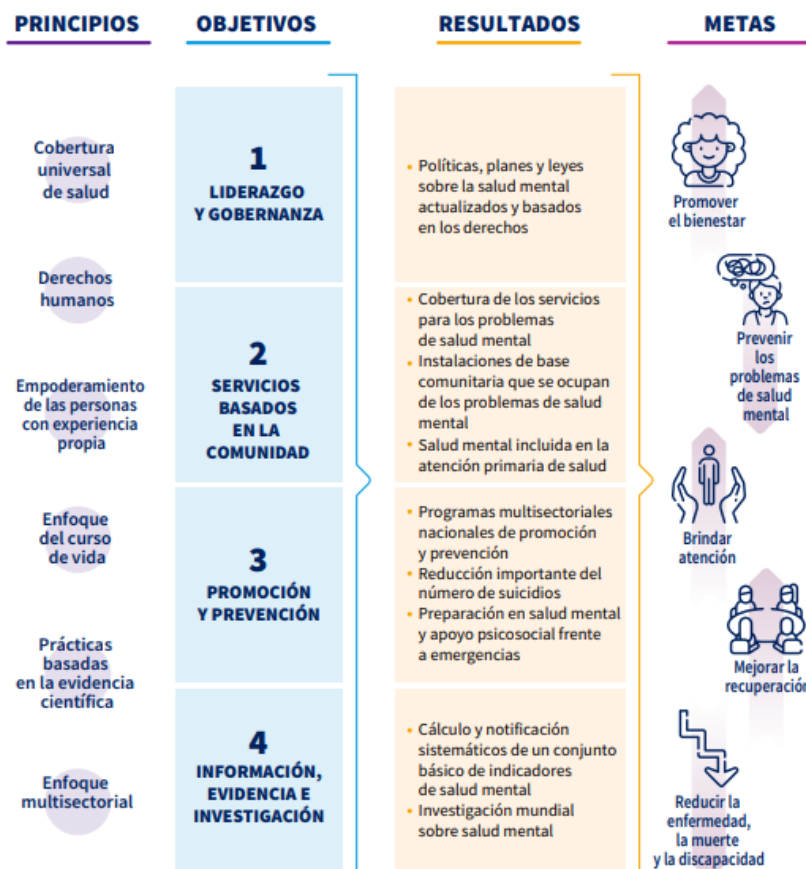 PRINCIPIOS
OBJETIVOS
RESULTADOS
METAS
Cobertura
universal
de salud
Derechos
humanos
Empoderamiento
de las personas
con experiencia
propia
Enfoque
del curso
de vida
Prácticas
basadas
en la evidencia
científica
Enfoque
multisectorial
1
LIDERAZGO
Y GOBERNANZA
2
SERVICIOS
BASADOS
EN LA
COMUNIDAD
3
PROMOCIÓN
Y PREVENCIÓN
4
INFORMACIÓN,
EVIDENCIA E
INVESTIGACIÓN
• Políticas, planes y leyes
sobre la salud mental
actualizados y basados
en los derechos
• Cobertura de los servicios
para los problemas
de salud mental
• Instalaciones de base
comunitaria que se ocupan
de los problemas de salud
mental
• Salud mental incluida en la
atención primaria de salud
• Programas multisectoriales
nacionales de promoción
y prevención
• Reducción importante del
número de suicidios
• Preparación en salud mental
y apoyo psicosocial frente
a emergencias
• Cálculo y notificación
sistemáticos de un conjunto
básico de indicadores
de salud mental
• Investigación mundial
sobre salud mental
Promover
el bienestar
Prevenir
los
problemas
de salud
mental
Brindar
atención
Mejorar la
recuperación
Reducir la
enfermedad,
la muerte
y la discapacidad